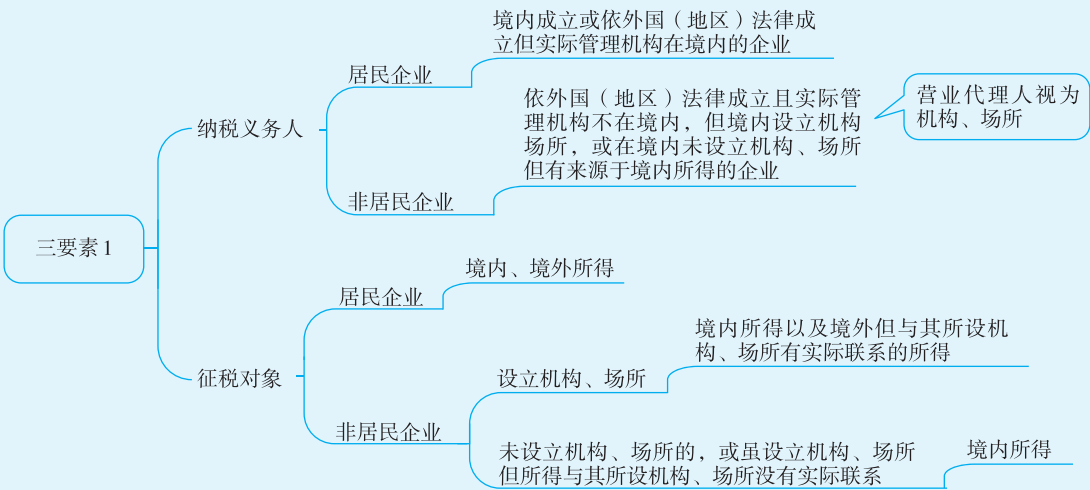 三要素1
纳税义务人
居民企业
境内成立或依外国（地区）法律成
立但实际管理机构在境内的企业
非居民企业
依外国（地区）法律成立且实际管
理机构不在境内，但境内设立机构
场所，或在境内未设立机构、场所
但有来源于境内所得的企业
营业代理人视为
机构、场所
征税对象
居民企业
境内、境外所得
非居民企业
设立机构、场所
境内所得以及境外但与其所设机
构、场所有实际联系的所得
未设立机构、场所的，或虽设立机构、场所
但所得与其所设机构、场所没有实际联系
境内所得